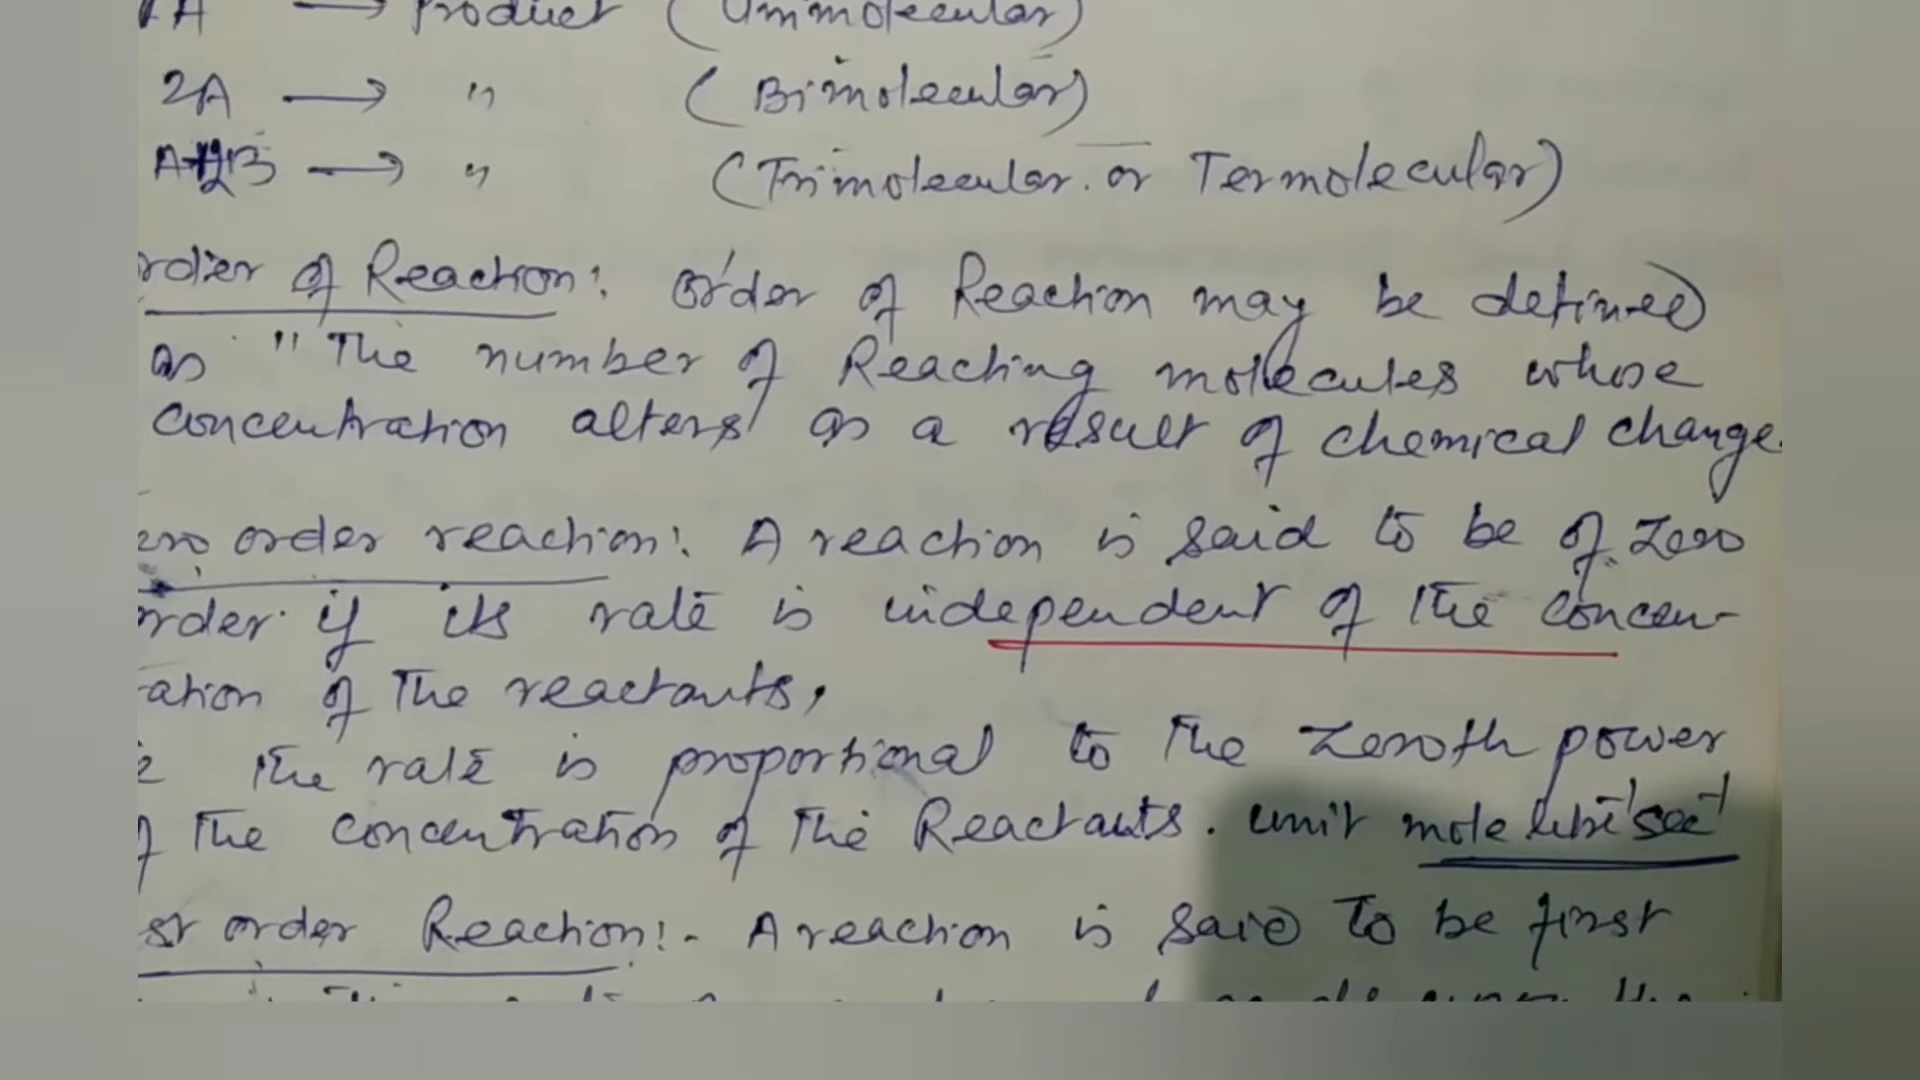 1A → Product (Unimolecular)
2A → " (Bimolecular)
A+2B → " (Trimolecular or Termolecular)
rder of Reaction: Order of Reaction may be defined
as "The number of Reacting molecules whose
concentration alters as a result of chemical change.
ero order reaction: A reaction is said to be of Zero
order if its rate is independent of the concen-
ration of the reactants,
the rate is proportional to the Zeroth power
of the concentration of the Reactants. unit mole litre⁻¹ sec⁻¹
st order Reaction:- A reaction is said To be first